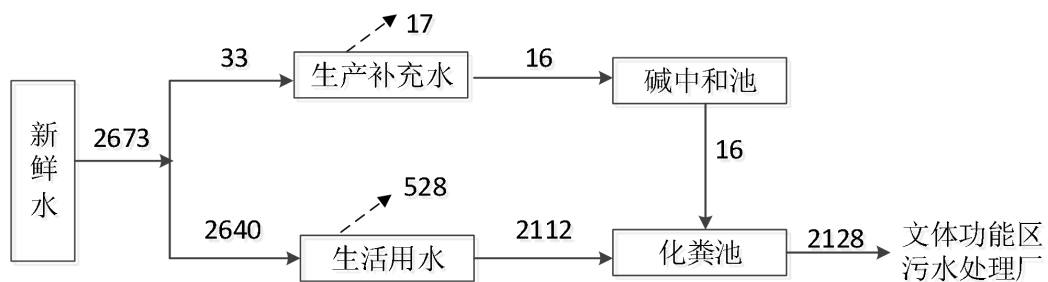 17
33
生产补充水
16
碱中和池
新鲜水
2673
16
528
2640
生活用水
2112
化粪池
2128
文体功能区
污水处理厂